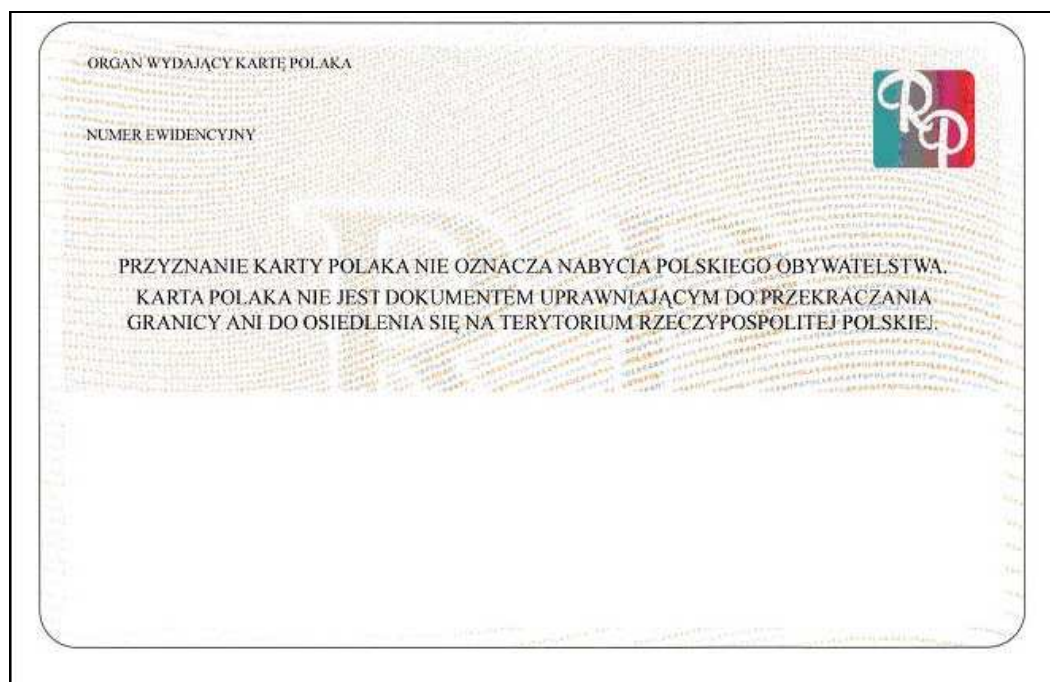 ORGAN WYDAJĄCY KARTĘ POLAKA
RP
NUMER EWIDENCYJNY
PRZYZNANIE KARTY POLAKA NIE OZNACZA NABYCIA POLSKIEGO OBYWATELSTWA.
KARTA POLAKA NIE JEST DOKUMENTEM UPRAWNIAJĄCYM DO PRZEKRACZANIA
GRANICY ANI DO OSIEDLENIA SIĘ NA TERYTORIUM RZECZYPOSPOLITEJ POLSKIEJ.